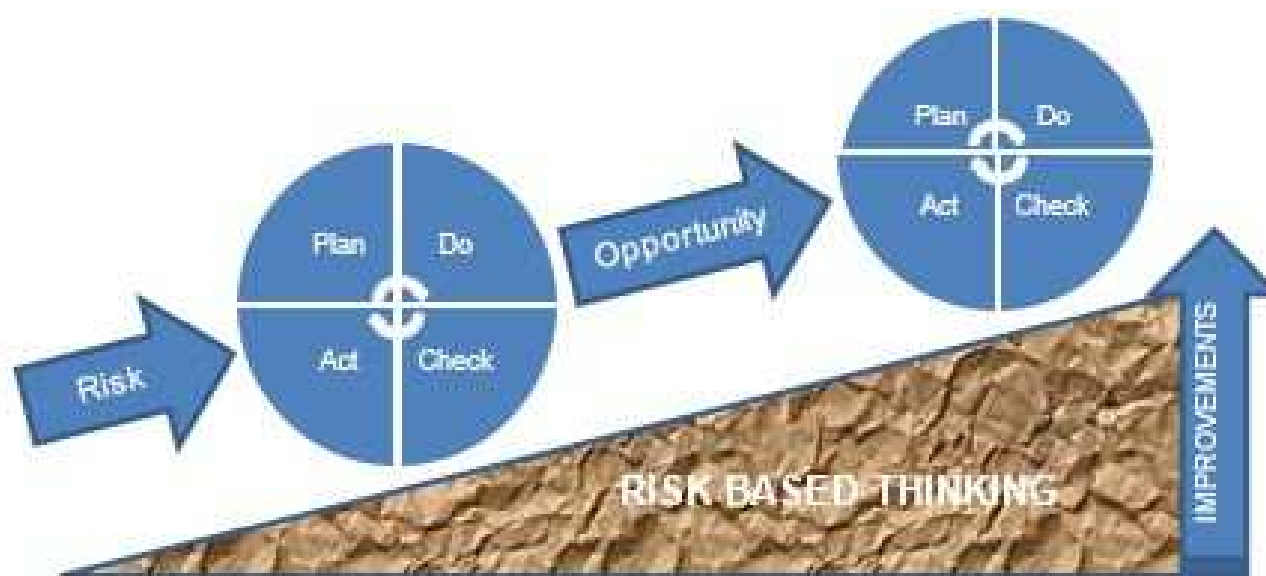 Plan Do
Act Check
Plan Do
Act Check
Risk
Opportunity
RISK BASED THINKING
IMPROVEMENTS